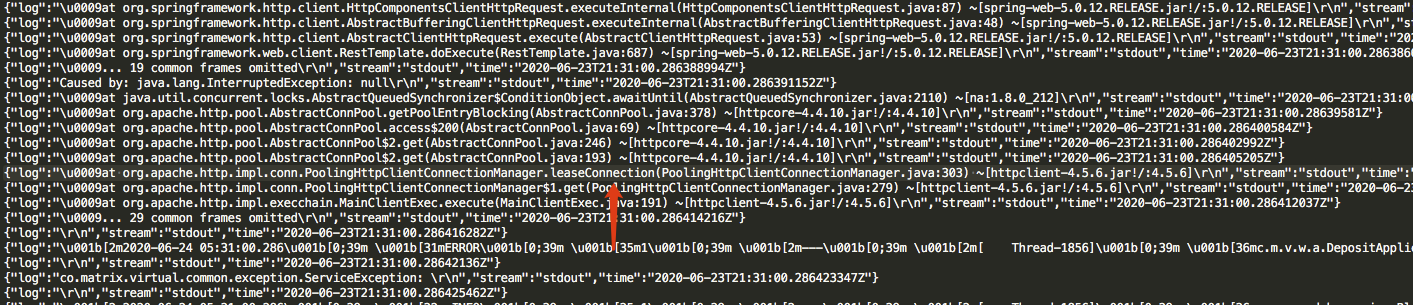 {"log":"\u0009at org.springframework.http.client.HttpComponentsClientHttpRequest.executeInternal(HttpComponentsClientHttpRequest.java:87) ~[spring-web-5.0.12.RELEASE.jar!/:5.0.12.RELEASE]\r\n","stream"
{"log":"\u0009at org.springframework.http.client.AbstractBufferingClientHttpRequest.executeInternal(AbstractBufferingClientHttpRequest.java:48) ~[spring-web-5.0.12.RELEASE.jar!/:5.0.12.RELEASE]\r\n","stre
{"log":"\u0009at org.springframework.http.client.AbstractClientHttpRequest.execute(AbstractClientHttpRequest.java:53) ~[spring-web-5.0.12.RELEASE.jar!/:5.0.12.RELEASE]\r\n","stream":"stdout","time":"202
{"log":"\u0009at org.springframework.web.client.RestTemplate.doExecute(RestTemplate.java:687) ~[spring-web-5.0.12.RELEASE.jar!/:5.0.12.RELEASE]\r\n","stream":"stdout","time":"2020-06-23T21:31:00.286386
{"log":"\u0009... 19 common frames omitted\r\n","stream":"stdout","time":"2020-06-23T21:31:00.286388994Z"}
{"log":"Caused by: java.lang.InterruptedException: null\r\n","stream":"stdout","time":"2020-06-23T21:31:00.286391152Z"}
{"log":"\u0009at java.util.concurrent.locks.AbstractQueuedSynchronizer$ConditionObject.awaitUntil(AbstractQueuedSynchronizer.java:2110) ~[na:1.8.0_212]\r\n","stream":"stdout","time":"2020-06-23T21:31:00
{"log":"\u0009at org.apache.http.pool.AbstractConnPool.getPoolEntryBlocking(AbstractConnPool.java:378) ~[httpcore-4.4.10.jar!/:4.4.10]\r\n","stream":"stdout","time":"2020-06-23T21:31:00.28639581Z"}
{"log":"\u0009at org.apache.http.pool.AbstractConnPool.access$200(AbstractConnPool.java:69) ~[httpcore-4.4.10.jar!/:4.4.10]\r\n","stream":"stdout","time":"2020-06-23T21:31:00.286400584Z"}
{"log":"\u0009at org.apache.http.pool.AbstractConnPool$2.get(AbstractConnPool.java:246) ~[httpcore-4.4.10.jar!/:4.4.10]\r\n","stream":"stdout","time":"2020-06-23T21:31:00.286402992Z"}
{"log":"\u0009at org.apache.http.pool.AbstractConnPool$2.get(AbstractConnPool.java:193) ~[httpcore-4.4.10.jar!/:4.4.10]\r\n","stream":"stdout","time":"2020-06-23T21:31:00.286405205Z"}
{"log":"\u0009at org.apache.http.impl.conn.PoolingHttpClientConnectionManager.leaseConnection(PoolingHttpClientConnectionManager.java:303) ~[httpclient-4.5.6.jar!/:4.5.6]\r\n","stream":"stdout","time":"
{"log":"\u0009at org.apache.http.impl.conn.PoolingHttpClientConnectionManager$1.get(PoolingHttpClientConnectionManager.java:279) ~[httpclient-4.5.6.jar!/:4.5.6]\r\n","stream":"stdout","time":"2020-06-23
{"log":"\u0009at org.apache.http.impl.execchain.MainClientExec.execute(MainClientExec.java:191) ~[httpclient-4.5.6.jar!/:4.5.6]\r\n","stream":"stdout","time":"2020-06-23T21:31:00.286412037Z"}
{"log":"\u0009... 29 common frames omitted\r\n","stream":"stdout","time":"2020-06-23T21:31:00.286414216Z"}
{"log":"\r\n","stream":"stdout","time":"2020-06-23T21:31:00.286416282Z"}
{"log":"\u001b[2m2020-06-24 05:31:00.286\u001b[0;39m \u001b[31mERROR\u001b[0;39m \u001b[35m1\u001b[0;39m \u001b[2m---\u001b[0;39m \u001b[2m[ Thread-1856]\u001b[0;39m \u001b[36mc.m.v.w.a.DepositApplic
{"log":"\r\n","stream":"stdout","time":"2020-06-23T21:31:00.28642136Z"}
{"log":"co.matrix.virtual.common.exception.ServiceException: \r\n","stream":"stdout","time":"2020-06-23T21:31:00.286423347Z"}
{"log":"\r\n","stream":"stdout","time":"2020-06-23T21:31:00.286425462Z"}